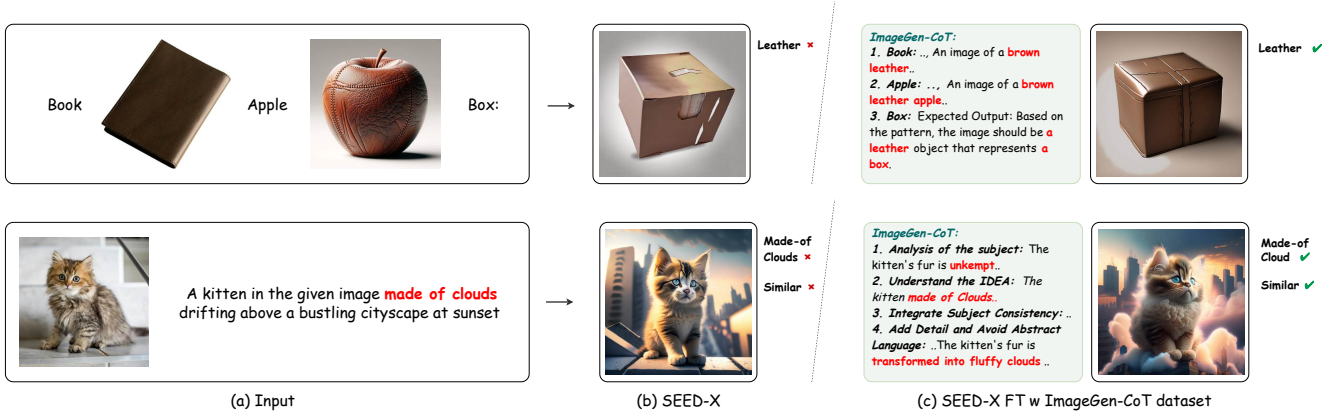 Book
Apple
Box:
Leather ×
ImageGen-CoT:
1. Book: .., An image of a brown
leather..
2. Apple: .., An image of a brown
leather apple..
3. Box: Expected Output: Based on
the pattern, the image should be a
leather object that represents a
box.
Leather ✔
A kitten in the given image made of clouds
drifting above a bustling cityscape at sunset
Made-of
Clouds ×
Similar ×
ImageGen-CoT:
1. Analysis of the subject: The
kitten's fur is unkempt..
2. Understand the IDEA: The
kitten made of Clouds..
3. Integrate Subject Consistency: ..
4. Add Detail and Avoid Abstract
Language: ..The kitten's fur is
transformed into fluffy clouds ..
Made-of
Cloud ✔
Similar ✔
(a) Input
(b) SEED-X
(c) SEED-X FT w ImageGen-CoT dataset